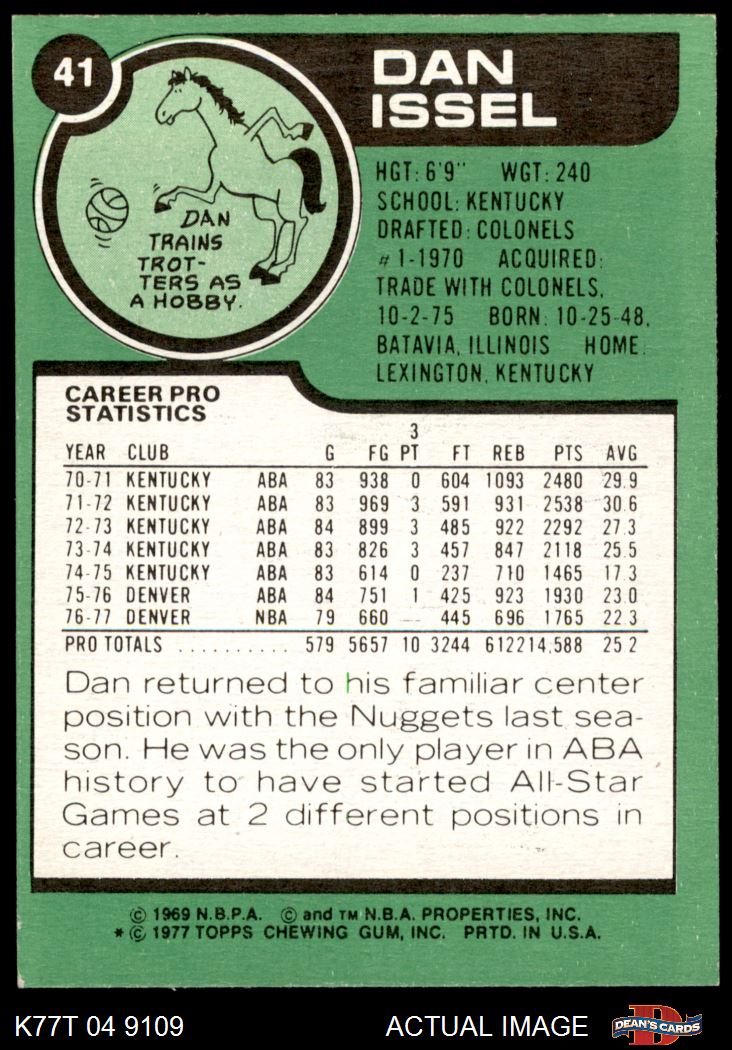 41
DAN
ISSEL
DAN
TRAINS
TROT-
TERS AS
A HOBBY.
HGT: 6'9" WGT: 240
SCHOOL: KENTUCKY
DRAFTED: COLONELS
#1-1970 ACQUIRED:
TRADE WITH COLONELS,
10-2-75 BORN: 10-25-48,
BATAVIA, ILLINOIS HOME:
LEXINGTON, KENTUCKY
CAREER PRO
STATISTICS
3
YEAR CLUB G FG PT FT REB PTS AVG
70-71 KENTUCKY ABA 83 938 0 604 1093 2480 29.9
71-72 KENTUCKY ABA 83 969 3 591 931 2538 30.6
72-73 KENTUCKY ABA 84 899 3 485 922 2292 27.3
73-74 KENTUCKY ABA 83 826 3 457 847 2118 25.5
74-75 KENTUCKY ABA 83 614 0 237 710 1465 17.3
75-76 DENVER ABA 84 751 1 425 923 1930 23.0
76-77 DENVER NBA 79 660 — 445 696 1765 22.3
PRO TOTALS .......... 579 5657 10 3244 6122 14,588 25.2
Dan returned to his familiar center
position with the Nuggets last sea-
son. He was the only player in ABA
history to have started All-Star
Games at 2 different positions in
career.
© 1969 N.B.P.A. © and TM N.B.A. PROPERTIES, INC.
* © 1977 TOPPS CHEWING GUM, INC. PRTD. IN U.S.A.
K77T 04 9109 ACTUAL IMAGE DEAN'S CARDS